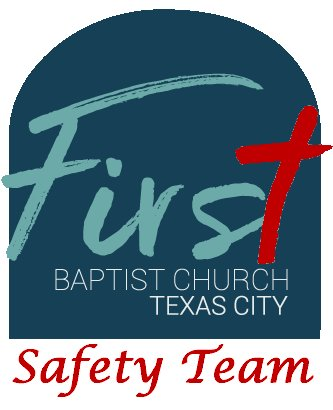 First
BAPTIST CHURCH
TEXAS CITY
Safety Team